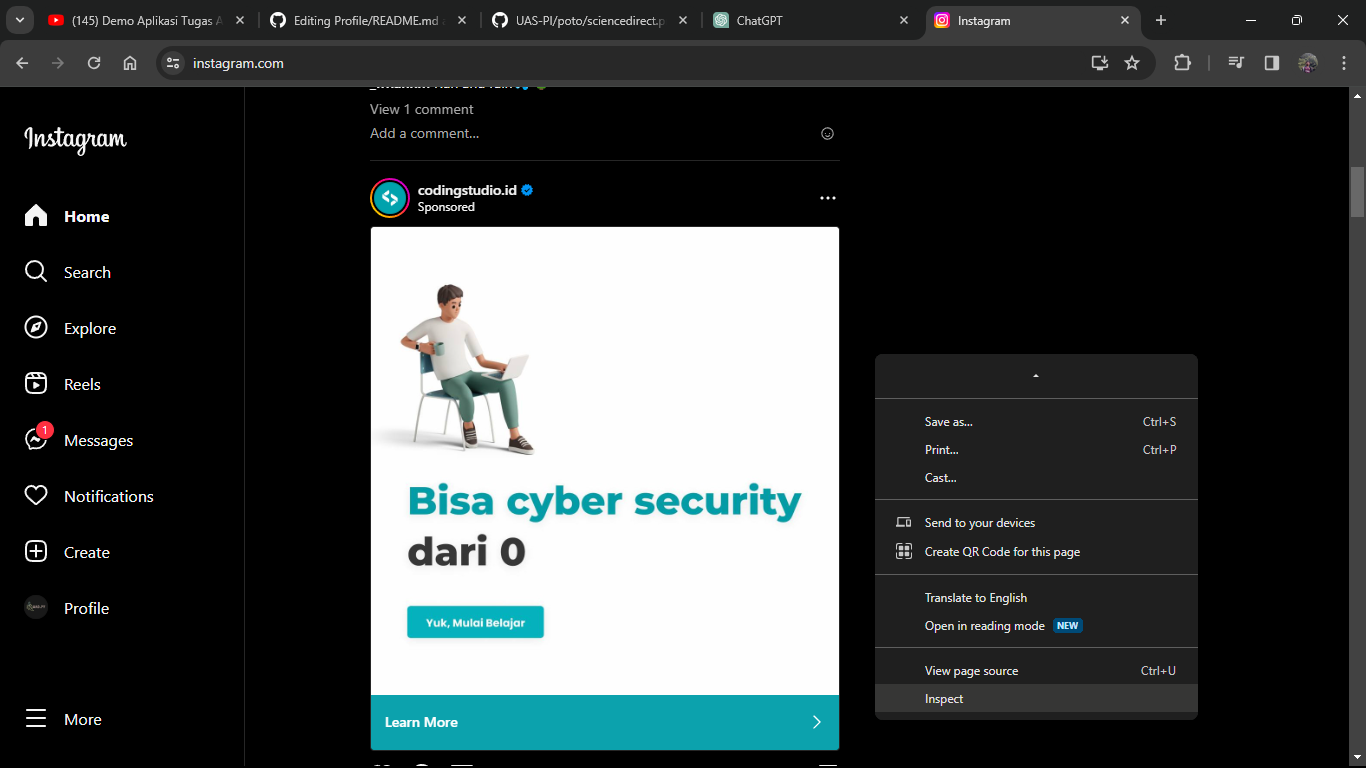 (145) Demo Aplikasi Tugas A
Editing Profile/README.md
UAS-PI/poto/sciencedirect.p
ChatGPT
Instagram
instagram.com
View 1 comment
Add a comment...
Instagram
Home
Search
Explore
Reels
1
Messages
Notifications
Create
Profile
More
codingstudio.id
Sponsored
Bisa cyber security
dari 0
Yuk, Mulai Belajar
Learn More
Save as... Ctrl+S
Print... Ctrl+P
Cast...
Send to your devices
Create QR Code for this page
Translate to English
Open in reading mode NEW
View page source Ctrl+U
Inspect